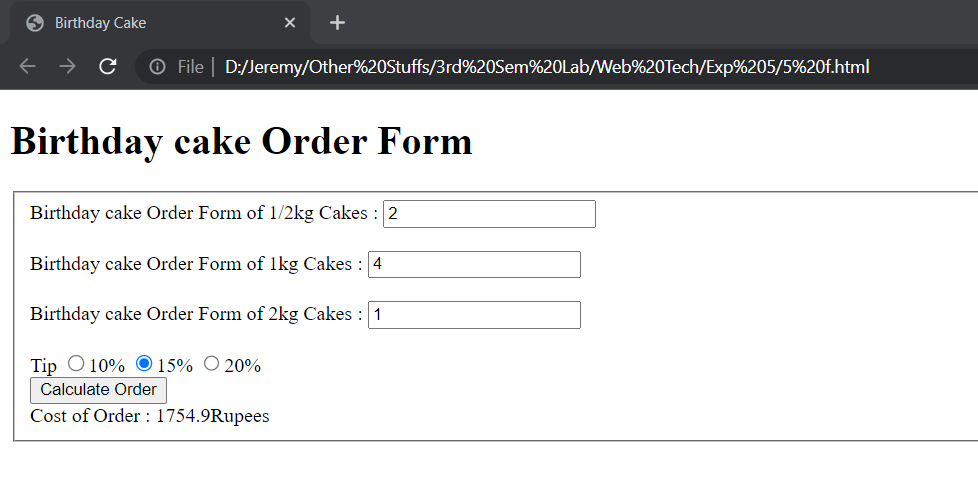 Birthday Cake
File | D:/Jeremy/Other%20Stuffs/3rd%20Sem%20Lab/Web%20Tech/Exp%205/5%20f.html
Birthday cake Order Form
Birthday cake Order Form of 1/2kg Cakes : 2
Birthday cake Order Form of 1kg Cakes : 4
Birthday cake Order Form of 2kg Cakes : 1
Tip 10% 15% 20%
Calculate Order
Cost of Order : 1754.9Rupees